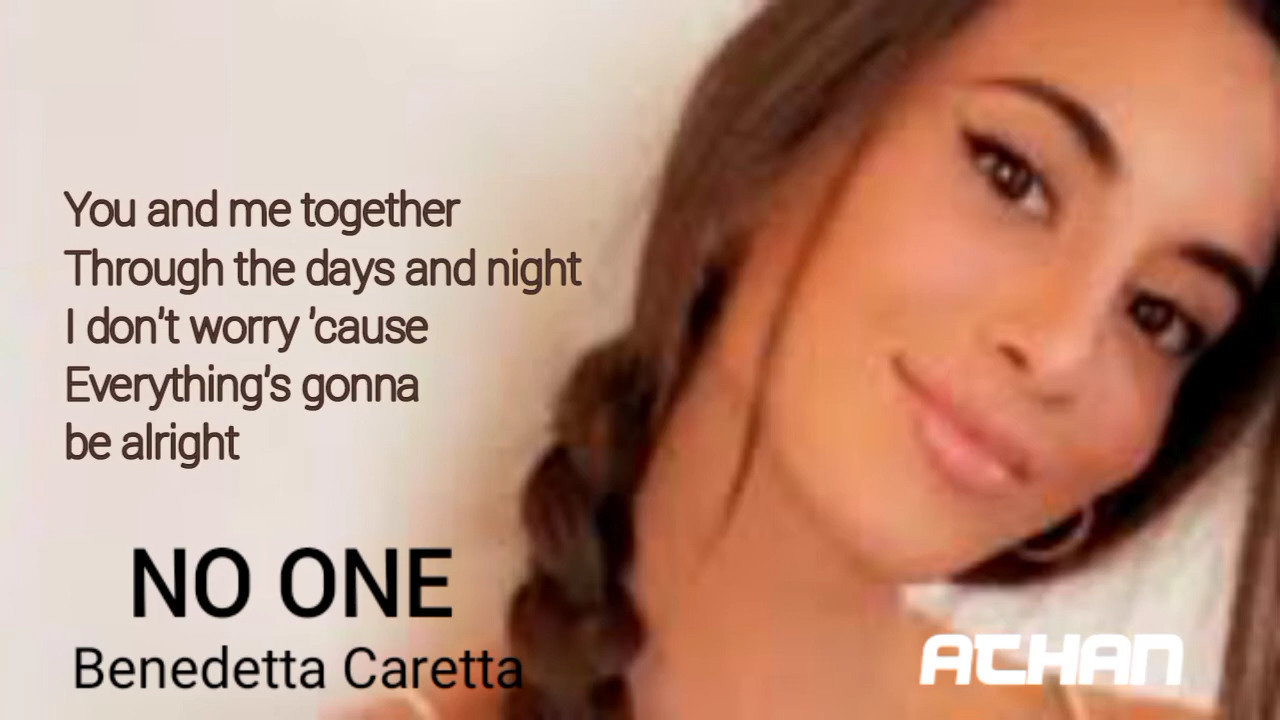 You and me together
Through the days and night
I don't worry 'cause
Everything's gonna
be alright
NO ONE
Benedetta Caretta
ATHAN